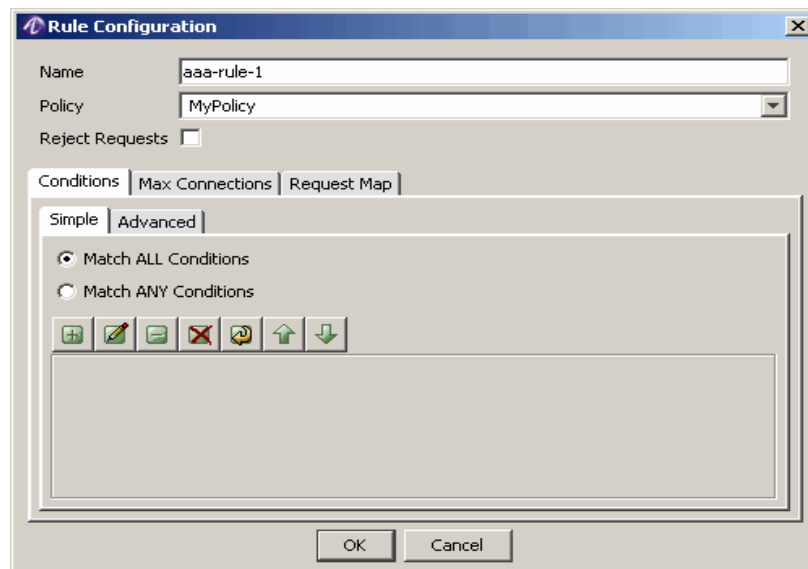 Rule Configuration
Name aaa-rule-1
Policy MyPolicy
Reject Requests
Conditions Max Connections Request Map
Simple Advanced
Match ALL Conditions
Match ANY Conditions
OK Cancel